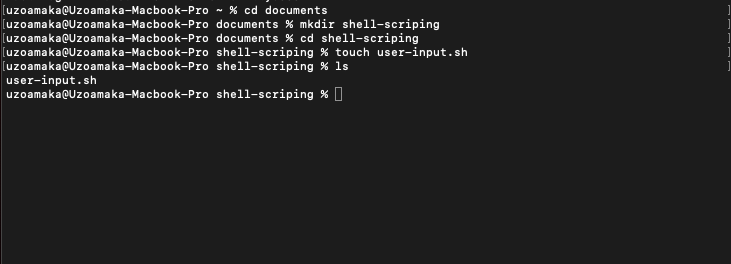 [uzoamaka@Uzoamaka-Macbook-Pro ~ % cd documents ]
[uzoamaka@Uzoamaka-Macbook-Pro documents % mkdir shell-scriping ]
[uzoamaka@Uzoamaka-Macbook-Pro documents % cd shell-scriping ]
[uzoamaka@Uzoamaka-Macbook-Pro shell-scriping % touch user-input.sh ]
[uzoamaka@Uzoamaka-Macbook-Pro shell-scriping % ls ]
user-input.sh
uzoamaka@Uzoamaka-Macbook-Pro shell-scriping %